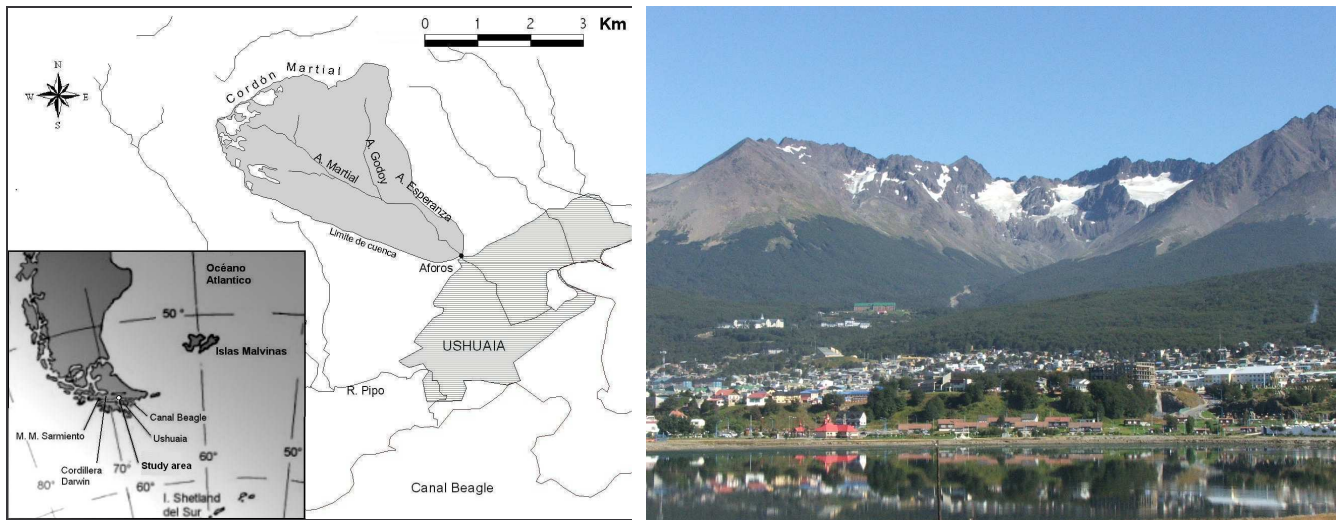 0 1 2 3 Km
N
W E
S
Cordón Martial
A. Martial
A. Godoy
A. Esperanza
Límite de cuenca
Aforos
USHUAIA
R. Pipo
Canal Beagle
Océano
Atlantico
50°
Islas Malvinas
Canal Beagle
M. M. Sarmiento
Ushuaia
Cordillera
Darwin
Study area
70°
60°
50°
80°
60°
I. Shetland
del Sur